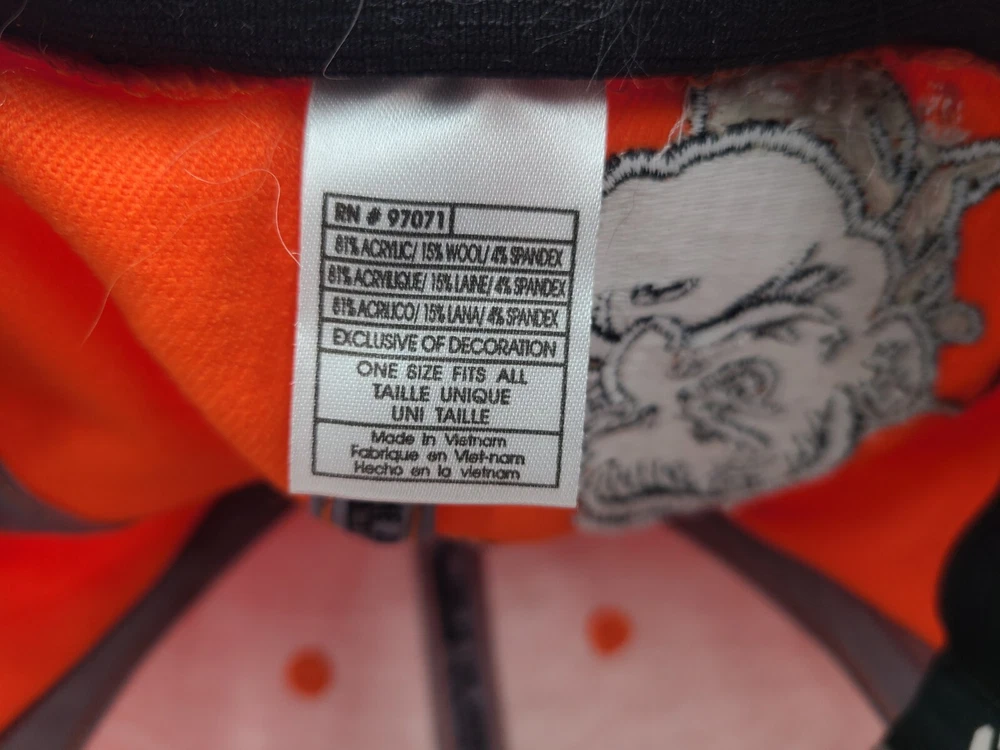 RN # 97071
81% ACRYLIC/ 15% WOOL/ 4% SPANDEX
81% ACRYLIQUE/ 15% LAINE/ 4% SPANDEX
81% ACRILICO/ 15% LANA/ 4% SPANDEX
EXCLUSIVE OF DECORATION
ONE SIZE FITS ALL
TAILLE UNIQUE
UNI TAILLE
Made in Vietnam
Fabrique en Viet-nam
Hecho en la vietnam